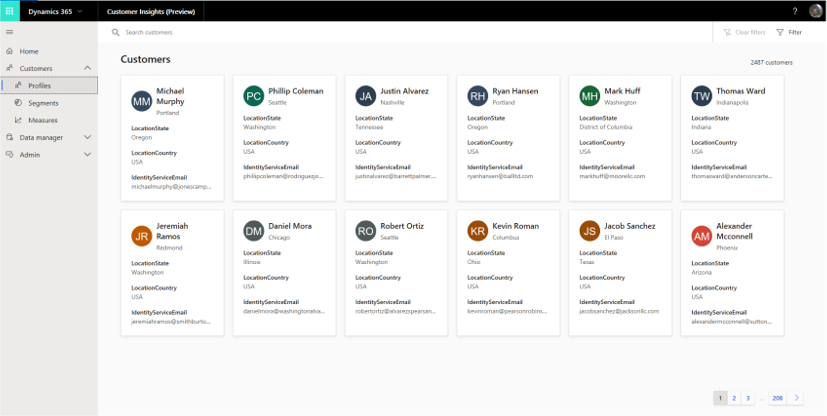 Dynamics 365
Customer Insights (Preview)
?
Search customers
Clear filters
Filter
Home
Customers
Profiles
Segments
Measures
Data manager
Admin
Customers
2487 customers
MM
Michael
Murphy
Portland
LocationState
Oregon
LocationCountry
USA
IdentityServiceEmail
michaelmurphy@jonescamp...
PC
Phillip Coleman
Seattle
LocationState
Washington
LocationCountry
USA
IdentityServiceEmail
phillipcoleman@rodriguezjo...
JA
Justin Alvarez
Nashville
LocationState
Tennessee
LocationCountry
USA
IdentityServiceEmail
justinalvarez@barrettpalmer...
RH
Ryan Hansen
Portland
LocationState
Oregon
LocationCountry
USA
IdentityServiceEmail
ryanhansen@balltd.com
MH
Mark Huff
Washington
LocationState
District of Columbia
LocationCountry
USA
IdentityServiceEmail
markhuff@moorellc.com
TW
Thomas Ward
Indianapolis
LocationState
Indiana
LocationCountry
USA
IdentityServiceEmail
thomasward@andersoncarte...
JR
Jeremiah
Ramos
Redmond
LocationState
Washington
LocationCountry
USA
IdentityServiceEmail
jeremiahramos@smithburto...
DM
Daniel Mora
Chicago
LocationState
Illinois
LocationCountry
USA
IdentityServiceEmail
danielmora@washingtonalva...
RO
Robert Ortiz
Seattle
LocationState
Washington
LocationCountry
USA
IdentityServiceEmail
robertortiz@alvarezspearsan...
KR
Kevin Roman
Columbus
LocationState
Ohio
LocationCountry
USA
IdentityServiceEmail
kevinroman@pearsonrobins...
JS
Jacob Sanchez
El Paso
LocationState
Texas
LocationCountry
USA
IdentityServiceEmail
jacobsanchez@jacksonllc.com
AM
Alexander
Mcconnell
Phoenix
LocationState
Arizona
LocationCountry
USA
IdentityServiceEmail
alexandermcconnell@sutton...
1 2 3 ... 208